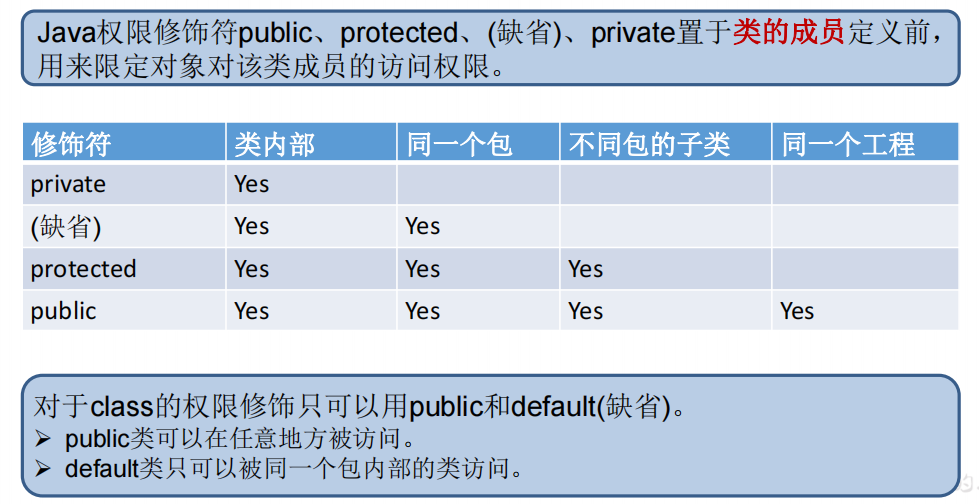 Java权限修饰符public、protected、(缺省)、private置于类的成员定义前，
用来限定对象对该类成员的访问权限。
修饰符 类内部 同一个包 不同包的子类 同一个工程
private Yes
(缺省) Yes Yes
protected Yes Yes Yes
public Yes Yes Yes Yes
对于class的权限修饰只可以用public和default(缺省)。
➢ public类可以在任意地方被访问。
➢ default类只可以被同一个包内部的类访问。